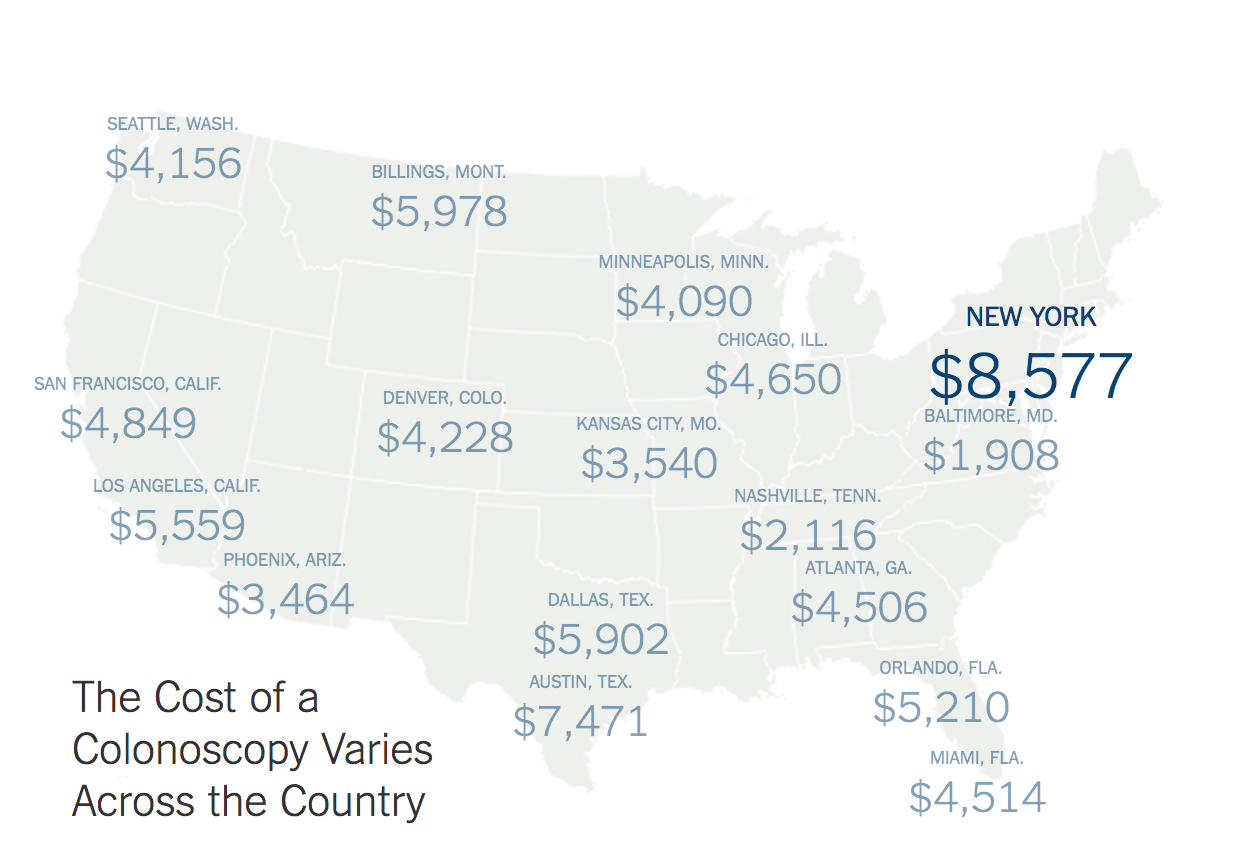 SEATTLE, WASH.
$4,156
BILLINGS, MONT.
$5,978
MINNEAPOLIS, MINN.
$4,090
NEW YORK
$8,577
CHICAGO, ILL.
$4,650
SAN FRANCISCO, CALIF.
$4,849
DENVER, COLO.
$4,228
KANSAS CITY, MO.
$3,540
BALTIMORE, MD.
$1,908
LOS ANGELES, CALIF.
$5,559
NASHVILLE, TENN.
$2,116
PHOENIX, ARIZ.
$3,464
ATLANTA, GA.
$4,506
DALLAS, TEX.
$5,902
ORLANDO, FLA.
$5,210
AUSTIN, TEX.
$7,471
MIAMI, FLA.
$4,514
The Cost of a
Colonoscopy Varies
Across the Country